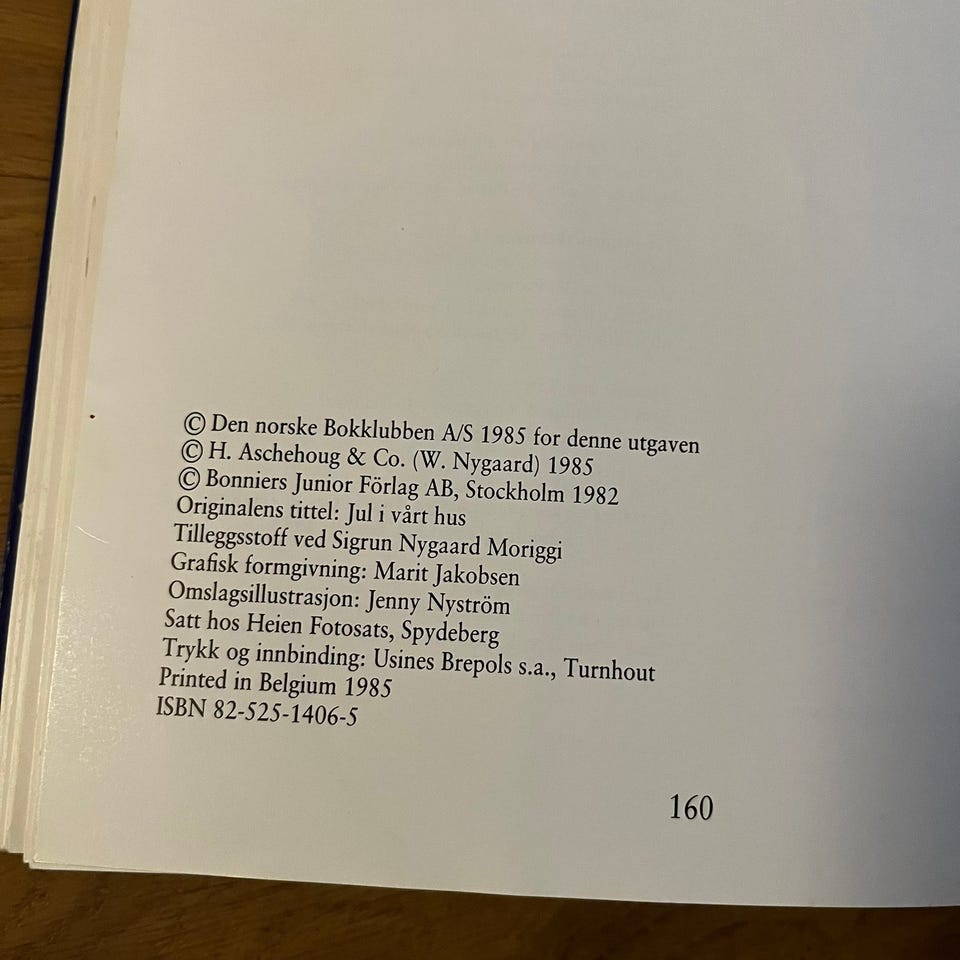 © Den norske Bokklubben A/S 1985 for denne utgaven
© H. Aschehoug & Co. (W. Nygaard) 1985
© Bonniers Junior Förlag AB, Stockholm 1982
Originalens tittel: Jul i vårt hus
Tilleggsstoff ved Sigrun Nygaard Moriggi
Grafisk formgivning: Marit Jakobsen
Omslagsillustrasjon: Jenny Nyström
Satt hos Heien Fotosats, Spydeberg
Trykk og innbinding: Usines Brepols s.a., Turnhout
Printed in Belgium 1985
ISBN 82-525-1406-5
160